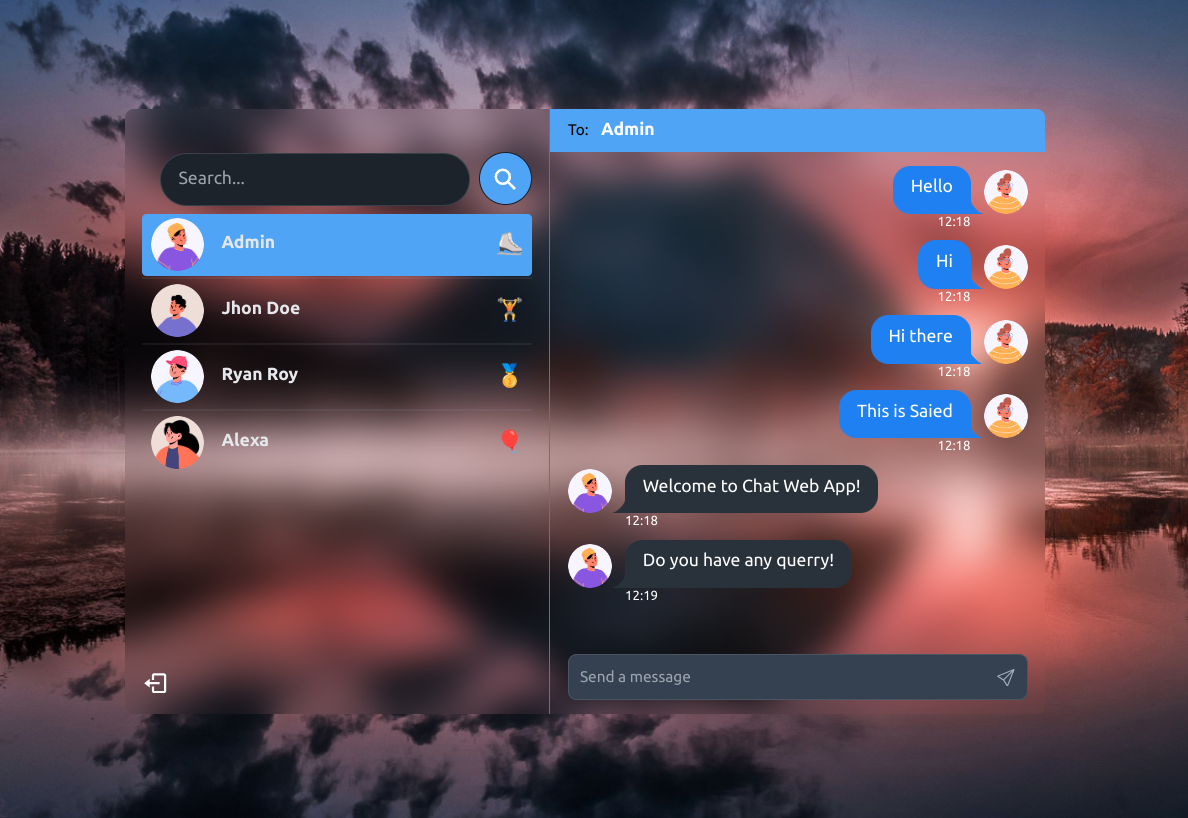 Search...
Admin
Jhon Doe
Ryan Roy
Alexa
To: Admin
Hello
12:18
Hi
12:18
Hi there
12:18
This is Saied
12:18
Welcome to Chat Web App!
12:18
Do you have any querry!
12:19
Send a message